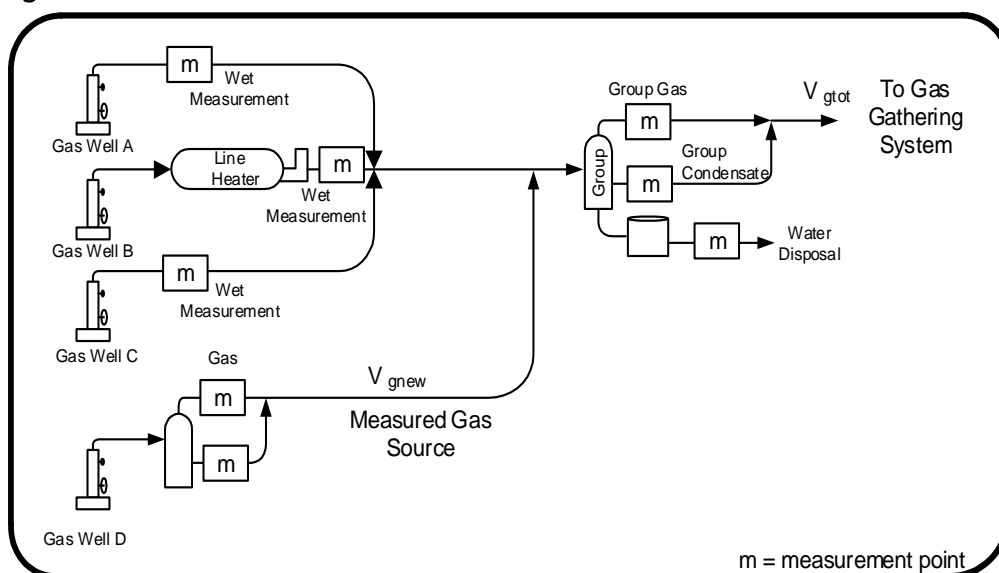 m
Wet
Measurement
Gas Well A
Line
Heater
m
Wet
Measurement
Gas Well B
m
Wet
Measurement
Gas Well C
Gas
m
V gnew
Measured Gas
Source
m
Gas Well D
Group Gas
m
V gtot
To Gas
Gathering
System
Group
Group
Condensate
m
m
Water
Disposal
m = measurement point